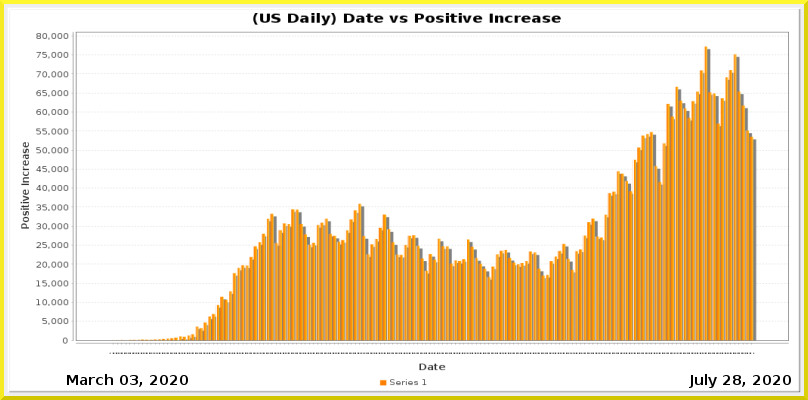 (US Daily) Date vs Positive Increase
80,000
75,000
70,000
65,000
60,000
55,000
50,000
45,000
40,000
35,000
30,000
25,000
20,000
15,000
10,000
5,000
0
Positive Increase
Date
March 03, 2020
Series 1
July 28, 2020